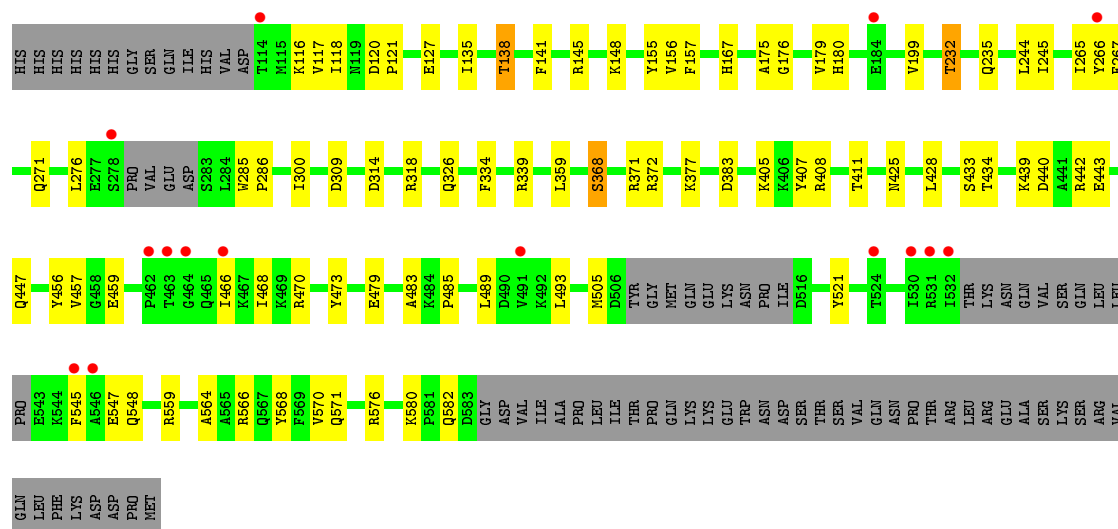 HIS HIS HIS HIS HIS HIS GLY SER GLN ILE HIS VAL ASP T114 M115 K116 V117 I118 N119 D120 P121 E127 I135 T138 F141 R145 K148 Y155 V156 F157 H167 A175 G176 V179 H180 E184 V199 T232 Q235 L244 I245 I265 Y266
Q271 L276 E277 S278 PRO VAL GLU ASP S283 L284 W285 P286 I300 D309 D314 R318 Q326 F334 R339 L359 S368 R371 R372 K377 D383 K405 K406 Y407 R408 T411 N425 L428 S433 T434 K439 D440 A441 R442 E443
Q447 Y456 V457 G458 E459 P462 T463 G464 Q465 I466 K467 I468 K469 R470 Y473 E479 A483 K484 P485 L489 D490 V491 K492 L493 M505 D506 TYR GLY MET GLN GLU LYS ASN PRO ILE D516 Y521 T524 I530 R531 I532 THR LYS ASN GLN VAL SER GLN LEU LEU
PRO E543 K544 F545 A546 E547 Q548 R559 A564 A565 R566 Q567 Y568 F569 V570 Q571 R576 K580 P581 Q582 D583 GLY ASP VAL ILE ALA PRO LEU ILE THR PRO GLN LYS LYS GLU TRP ASN ASP SER THR SER VAL GLN ASN PRO THR ARG LEU ARG GLU ALA SER LYS SER ARG VAL
GLN LEU PHE LYS ASP ASP PRO MET